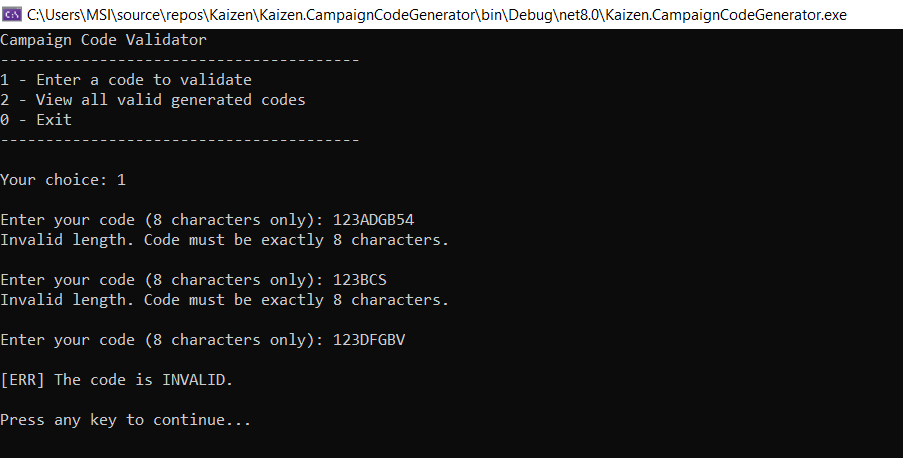 C:\Users\MSI\source\repos\Kaizen\Kaizen.CampaignCodeGenerator\bin\Debug\net8.0\Kaizen.CampaignCodeGenerator.exe
Campaign Code Validator
----------------------------------------
1 - Enter a code to validate
2 - View all valid generated codes
0 - Exit
----------------------------------------
Your choice: 1
Enter your code (8 characters only): 123ADGB54
Invalid length. Code must be exactly 8 characters.
Enter your code (8 characters only): 123BCS
Invalid length. Code must be exactly 8 characters.
Enter your code (8 characters only): 123DFGBV
[ERR] The code is INVALID.
Press any key to continue...